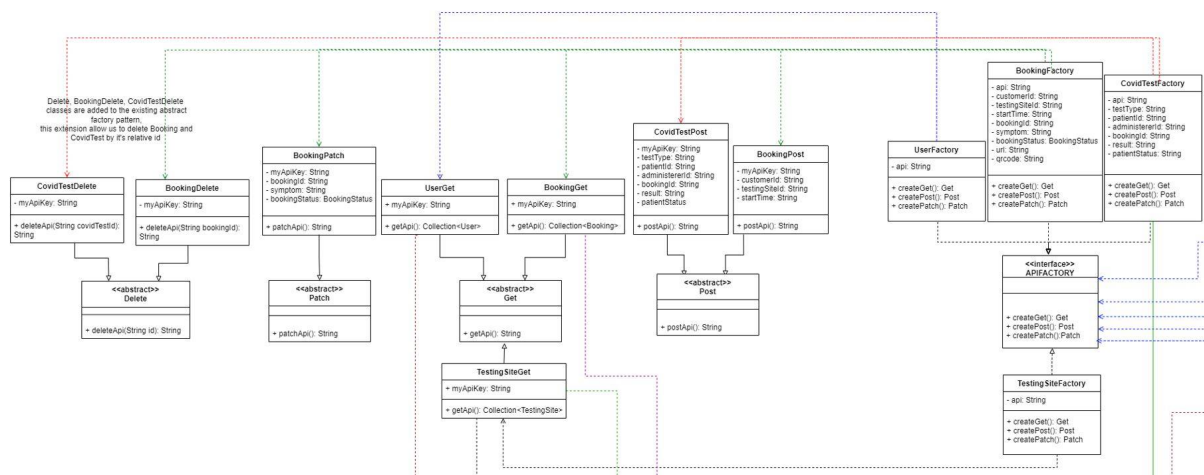 Delete, BookingDelete, CovidTestDelete
classes are added to the existing abstract
factory pattern,
this extension allow us to delete Booking and
CovidTest by it's relative id
CovidTestDelete
- myApiKey: String
+ deleteApi(String covidTestId):
String
BookingDelete
- myApiKey: String
+ deleteApi(String bookingId):
String
<<abstract>>
Delete
+ deleteApi(String id): String
BookingPatch
- myApiKey: String
- bookingId: String
- symptom: String
- bookingStatus: BookingStatus
+ patchApi(): String
<<abstract>>
Patch
+ patchApi(): String
UserGet
+ myApiKey: String
+ getApi(): Collection<User>
BookingGet
+ myApiKey: String
+ getApi(): Collection<Booking>
<<abstract>>
Get
+ getApi(): String
TestingSiteGet
+ myApiKey: String
+ getApi(): Collection<TestingSite>
CovidTestPost
- myApiKey: String
- testType: String
- patientId: String
- administererId: String
- bookingId: String
- result: String
- patientStatus
+ postApi(): String
BookingPost
- myApiKey: String
- customerId: String
- testingSiteId: String
- startTime: String
+ postApi(): String
<<abstract>>
Post
+ postApi(): String
UserFactory
- api: String
+ createGet(): Get
+ createPost(): Post
+ createPatch(): Patch
BookingFactory
- api: String
- customerId: String
- testingSiteId: String
- startTime: String
- bookingId: String
- symptom: String
- bookingStatus: BookingStatus
- url: String
- qrcode: String
+ createGet(): Get
+ createPost(): Post
+ createPatch(): Patch
CovidTestFactory
- api: String
- testType: String
- patientId: String
- administererId: String
- bookingId: String
- result: String
- patientStatus: String
+ createGet(): Get
+ createPost(): Post
+ createPatch(): Patch
<<interface>>
APIFACTORY
+ createGet(): Get
+ createPost(): Post
+ createPatch():Patch
TestingSiteFactory
- api: String
+ createGet(): Get
+ createPost(): Post
+ createPatch(): Patch